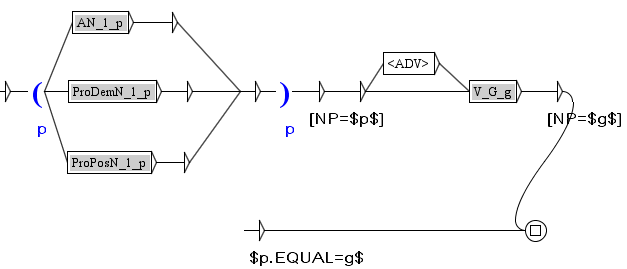 AN_1_p
<ADV>
( ProDemN_1_p ) V_G_g
[NP=$p$] [NP=$g$]
p p
ProPosN_1_p
$p.EQUAL=g$